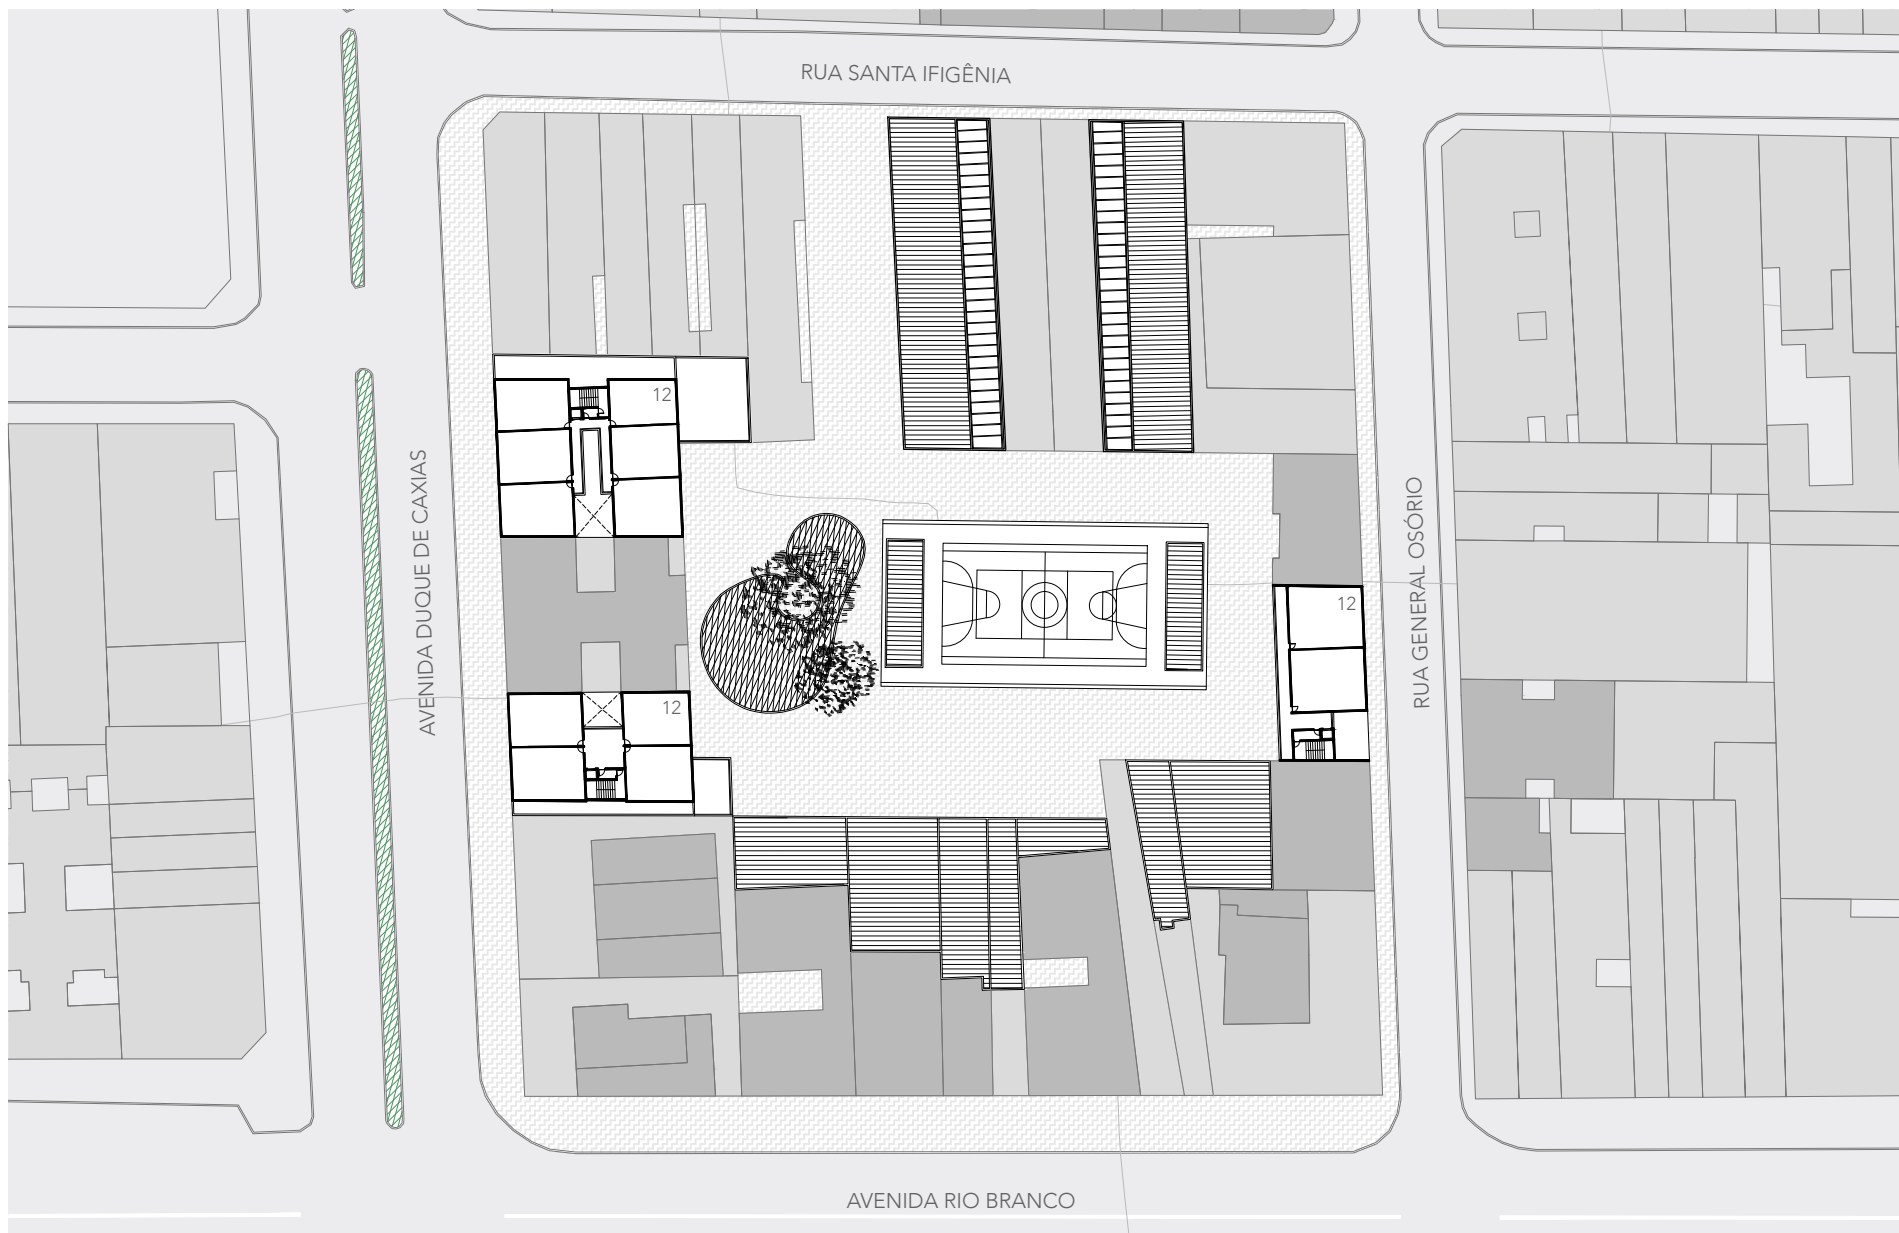 RUA SANTA IFIGÊNIA
12
AVENIDA DUQUE DE CAXIAS
RUA GENERAL OSÓRIO
12
12
AVENIDA RIO BRANCO